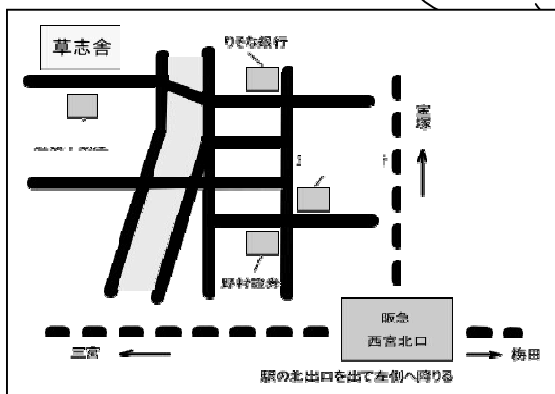 草志舎
りそな銀行
宝塚
野村證券
阪急
西宮北口
三宮
梅田
駅の北出口を出て左側へ降りる